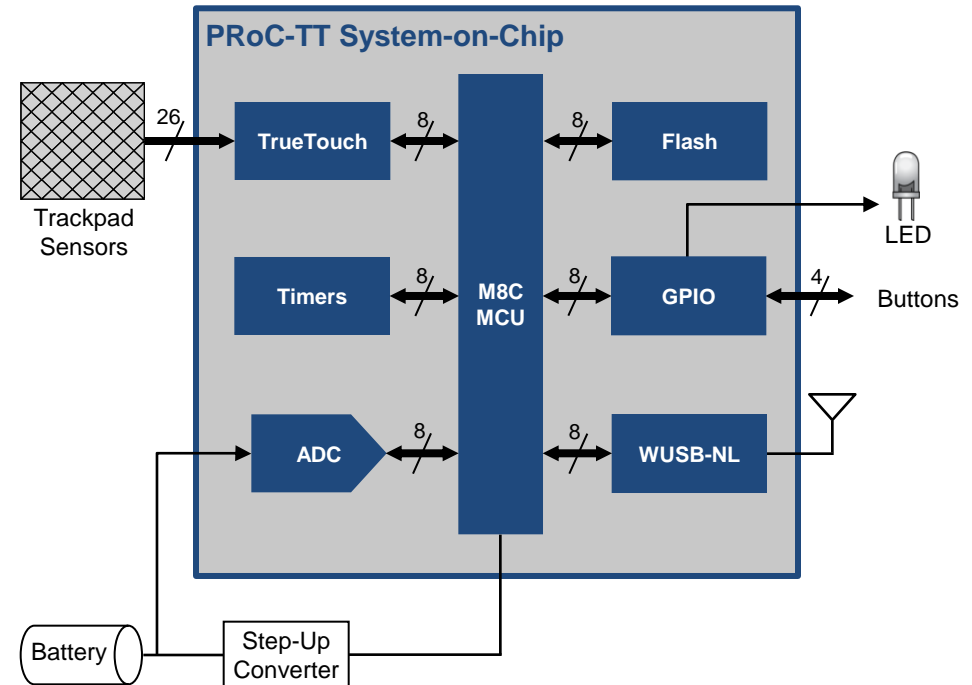 PRoC-TT System-on-Chip
26
TrueTouch
8
8
Flash
Trackpad
Sensors
LED
Timers
8
M8C
MCU
8
GPIO
4
Buttons
ADC
8
8
WUSB-NL
Battery
Step-Up
Converter